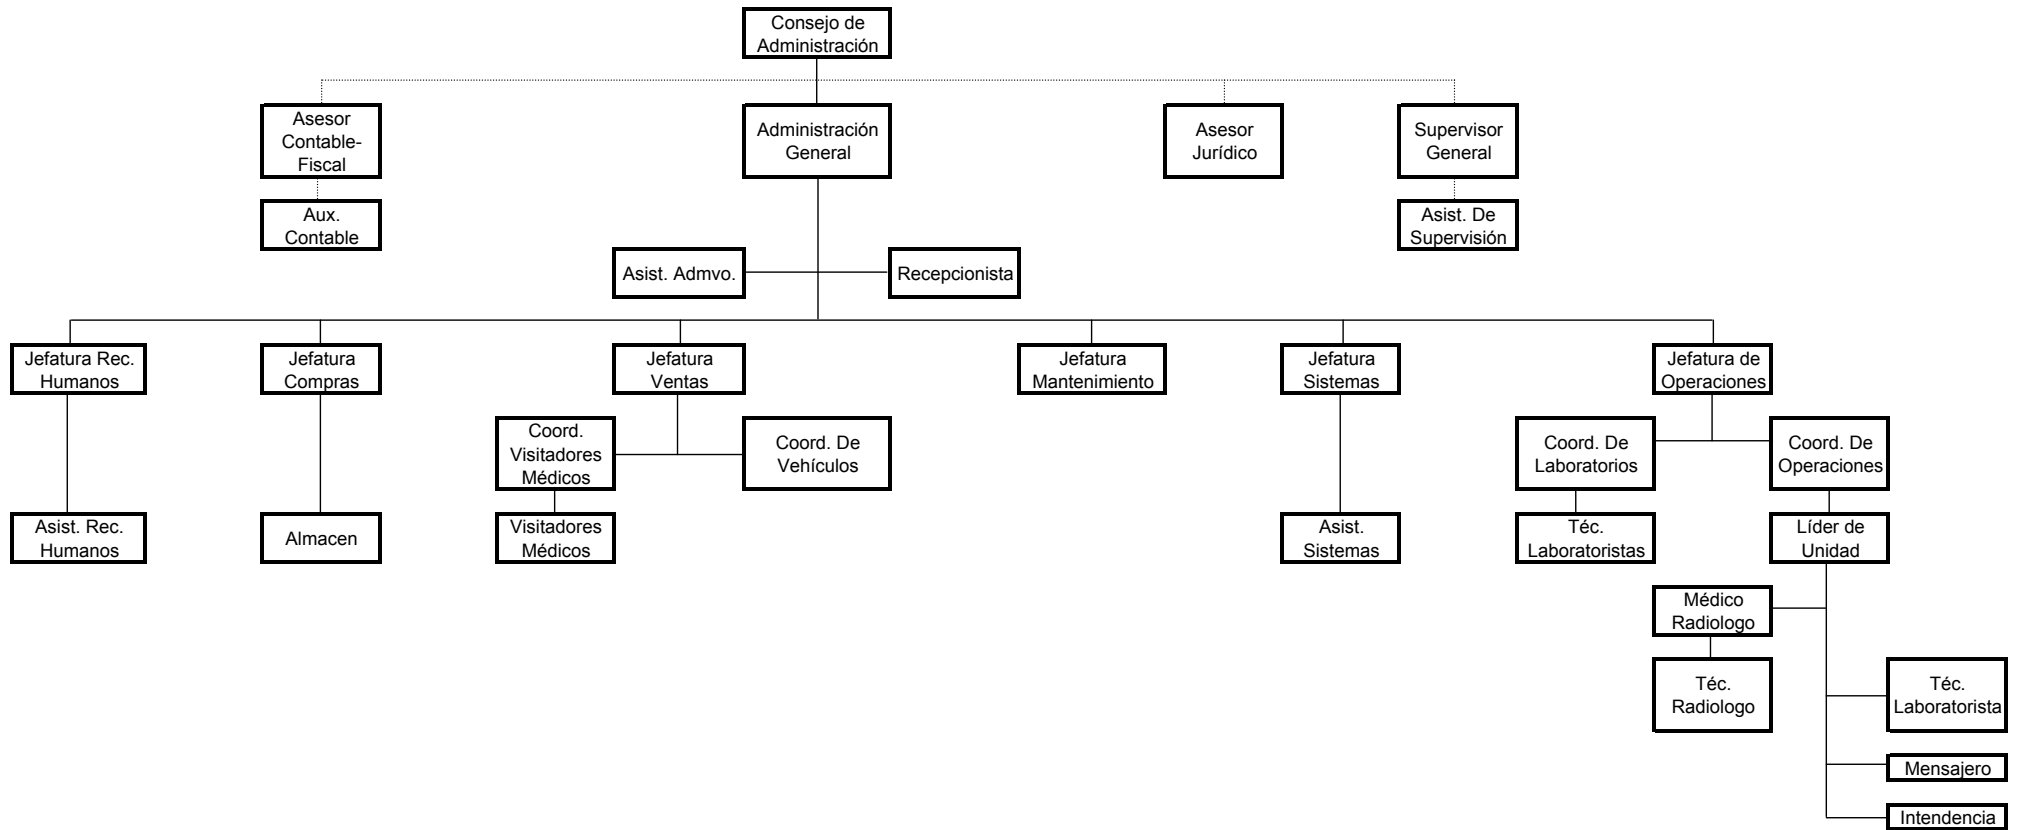 Consejo de
Administración
Asesor
Contable-
Fiscal
Administración
General
Asesor
Jurídico
Supervisor
General
Aux.
Contable
Asist. De
Supervisión
Asist. Admvo.
Recepcionista
Jefatura Rec.
Humanos
Jefatura
Compras
Jefatura
Ventas
Jefatura
Mantenimiento
Jefatura
Sistemas
Jefatura de
Operaciones
Coord.
Visitadores
Médicos
Coord. De
Vehículos
Coord. De
Laboratorios
Coord. De
Operaciones
Asist. Rec.
Humanos
Almacen
Visitadores
Médicos
Asist.
Sistemas
Téc.
Laboratoristas
Líder de
Unidad
Médico
Radiologo
Téc.
Radiologo
Téc.
Laboratorista
Mensajero
Intendencia